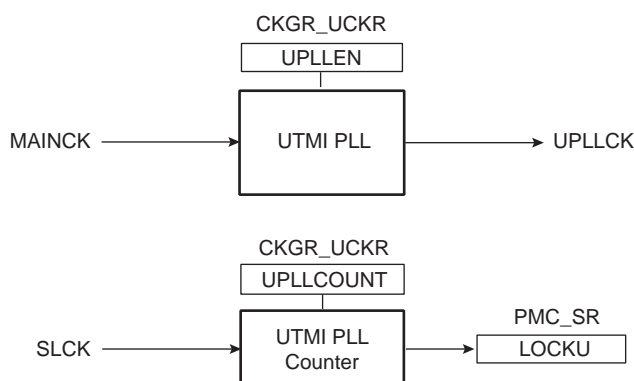 CKGR_UCKR
UPLLEN
MAINCK
UTMI PLL
UPLLCK
CKGR_UCKR
UPLLCOUNT
PMC_SR
SLCK
UTMI PLL
Counter
LOCKU